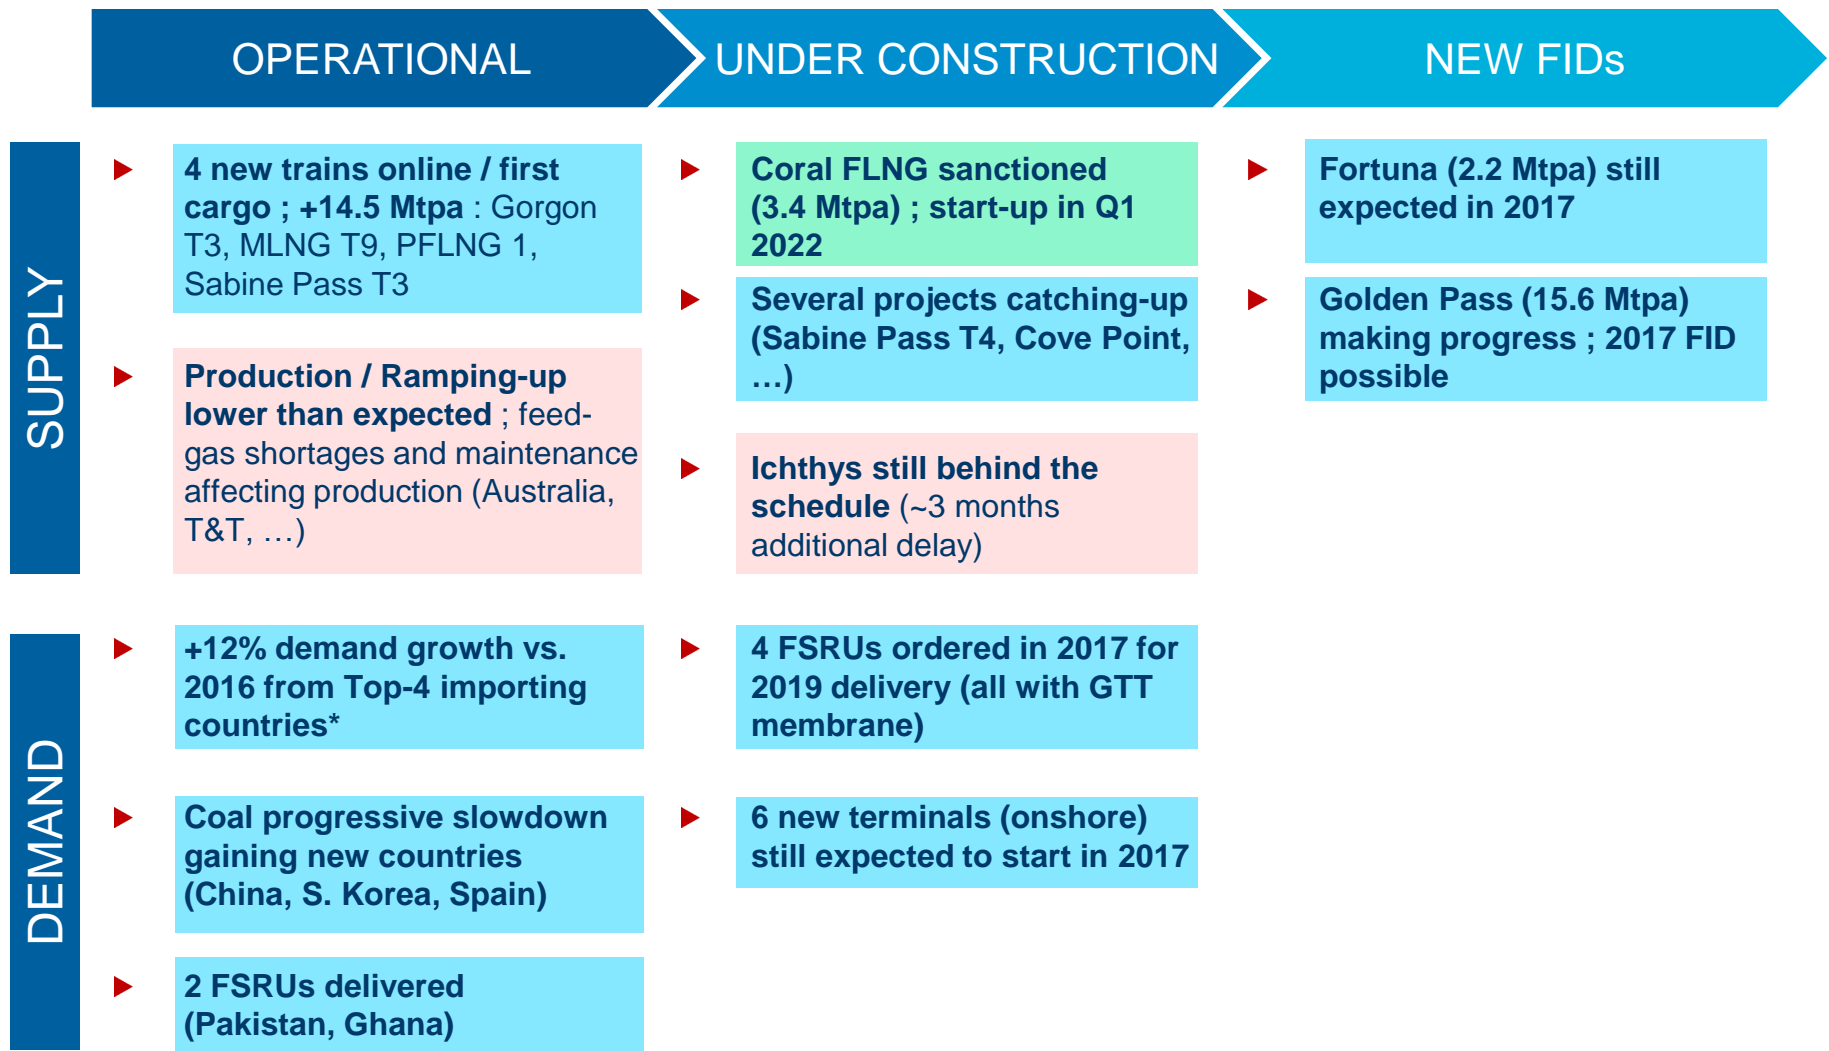 OPERATIONAL
UNDER CONSTRUCTION
NEW FIDs
SUPPLY
4 new trains online / first
cargo ; +14.5 Mtpa : Gorgon
T3, MLNG T9, PFLNG 1,
Sabine Pass T3
Production / Ramping-up
lower than expected ; feed-
gas shortages and maintenance
affecting production (Australia,
T&T, …)
Coral FLNG sanctioned
(3.4 Mtpa) ; start-up in Q1
2022
Several projects catching-up
(Sabine Pass T4, Cove Point,
…)
Ichthys still behind the
schedule (~3 months
additional delay)
Fortuna (2.2 Mtpa) still
expected in 2017
Golden Pass (15.6 Mtpa)
making progress ; 2017 FID
possible
DEMAND
+12% demand growth vs.
2016 from Top-4 importing
countries*
Coal progressive slowdown
gaining new countries
(China, S. Korea, Spain)
2 FSRUs delivered
(Pakistan, Ghana)
4 FSRUs ordered in 2017 for
2019 delivery (all with GTT
membrane)
6 new terminals (onshore)
still expected to start in 2017